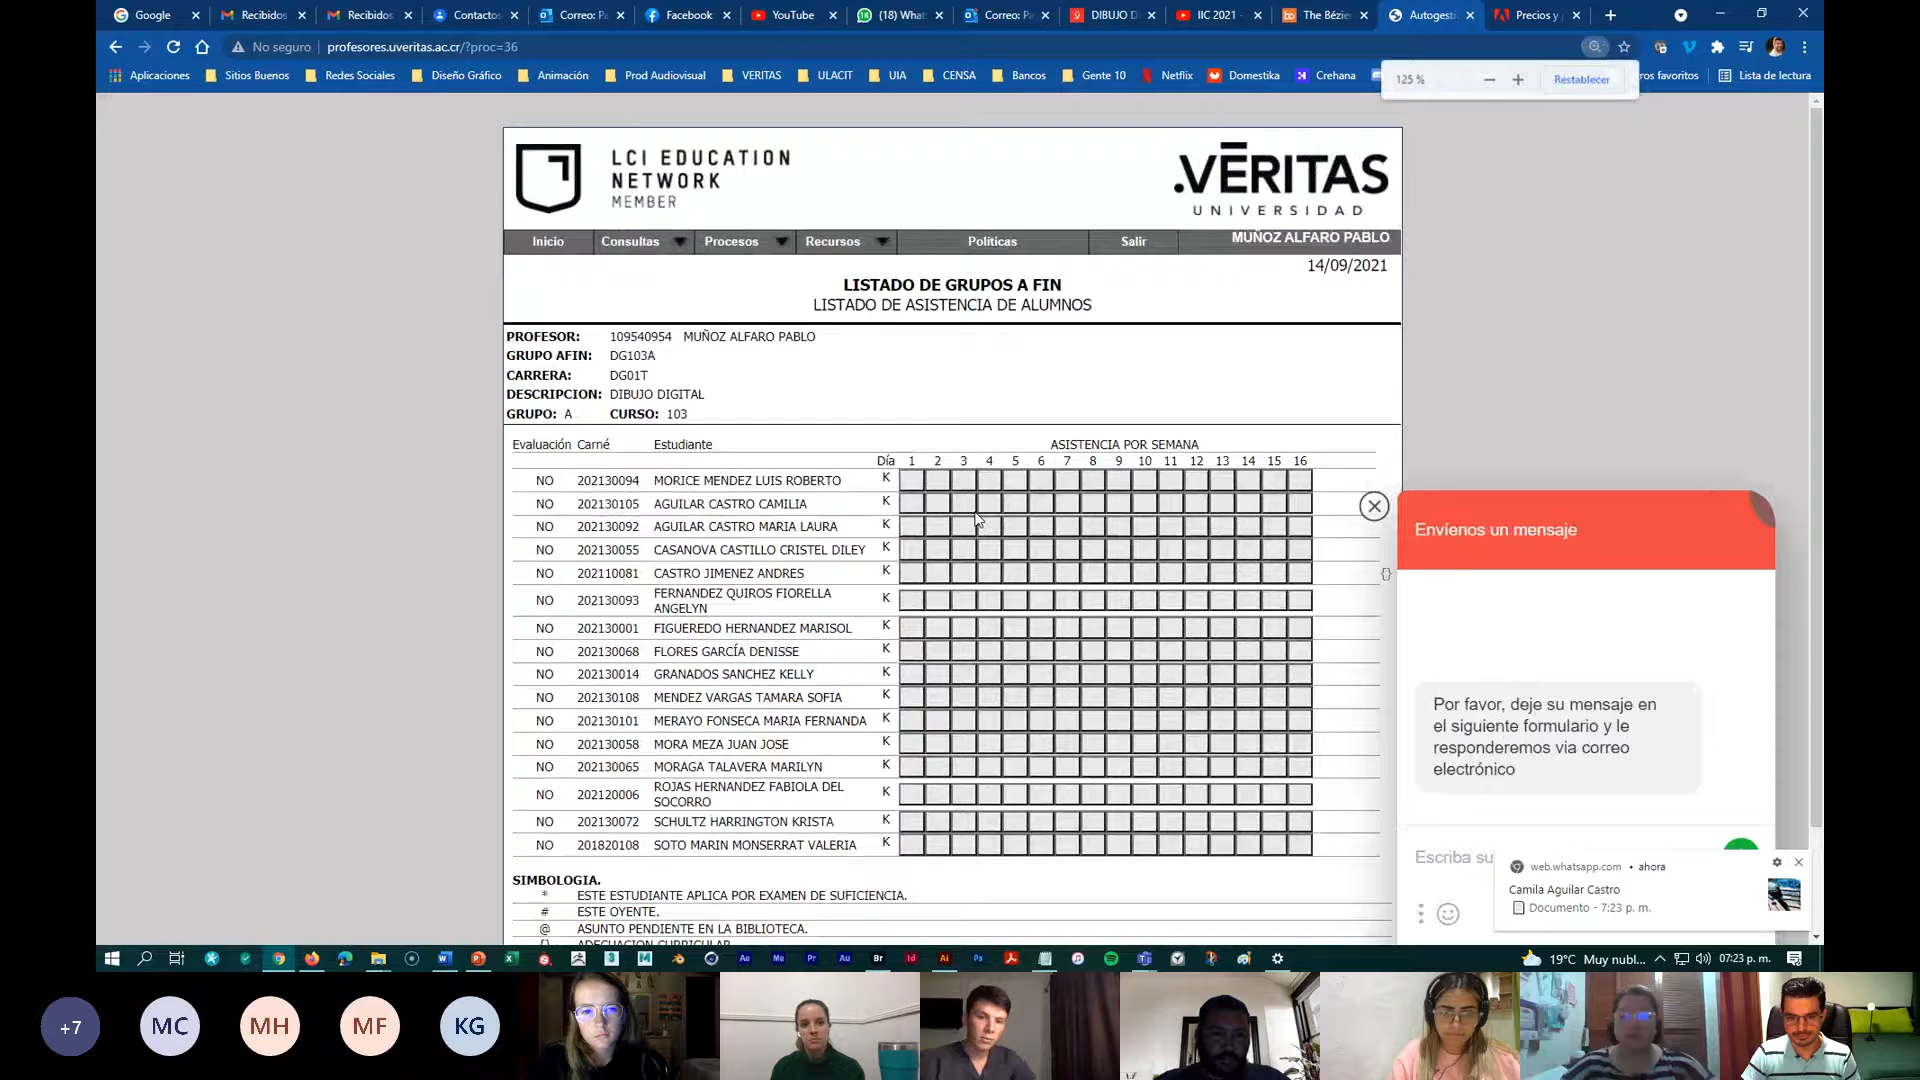 Google
Recibidos
Recibidos
Contactos
Correo: Pa
Facebook
YouTube
(18) What
Correo: Pa
DIBUJO D
IIC 2021 -
The Bézie
Autogesti
Precios y
No seguro
profesores.uveritas.ac.cr/?proc=36
Aplicaciones
Sitios Buenos
Redes Sociales
Diseño Gráfico
Animación
Prod Audiovisual
VERITAS
ULACIT
UIA
CENSA
Bancos
Gente 10
Netflix
Domestika
Crehana
ros favoritos
Lista de lectura
125 %
Restablecer
LCI EDUCATION
NETWORK
MEMBER
.VĒRITAS
UNIVERSIDAD
Inicio
Consultas
Procesos
Recursos
Políticas
Salir
MUÑOZ ALFARO PABLO
14/09/2021
LISTADO DE GRUPOS A FIN
LISTADO DE ASISTENCIA DE ALUMNOS
PROFESOR: 109540954 MUÑOZ ALFARO PABLO
GRUPO AFIN: DG103A
CARRERA: DG01T
DESCRIPCION: DIBUJO DIGITAL
GRUPO: A CURSO: 103
Evaluación Carné Estudiante ASISTENCIA POR SEMANA
Día 1 2 3 4 5 6 7 8 9 10 11 12 13 14 15 16
NO 202130094 MORICE MENDEZ LUIS ROBERTO K
NO 202130105 AGUILAR CASTRO CAMILIA K
NO 202130092 AGUILAR CASTRO MARIA LAURA K
NO 202130055 CASANOVA CASTILLO CRISTEL DILEY K
NO 202110081 CASTRO JIMENEZ ANDRES K {}
NO 202130093 FERNANDEZ QUIROS FIORELLA
ANGELYN K
NO 202130001 FIGUEREDO HERNANDEZ MARISOL K
NO 202130068 FLORES GARCÍA DENISSE K
NO 202130014 GRANADOS SANCHEZ KELLY K
NO 202130108 MENDEZ VARGAS TAMARA SOFIA K
NO 202130101 MERAYO FONSECA MARIA FERNANDA K
NO 202130058 MORA MEZA JUAN JOSE K
NO 202130065 MORAGA TALAVERA MARILYN K
NO 202120006 ROJAS HERNANDEZ FABIOLA DEL
SOCORRO K
NO 202130072 SCHULTZ HARRINGTON KRISTA K
NO 201820108 SOTO MARIN MONSERRAT VALERIA K
SIMBOLOGIA.
* ESTE ESTUDIANTE APLICA POR EXAMEN DE SUFICIENCIA.
# ESTE OYENTE.
@ ASUNTO PENDIENTE EN LA BIBLIOTECA.
{} ADECUACION CURRICULAR
Envíenos un mensaje
Por favor, deje su mensaje en
el siguiente formulario y le
responderemos via correo
electrónico
Escriba su
web.whatsapp.com • ahora
Camila Aguilar Castro
Documento - 7:23 p. m.
19°C Muy nubl...
07:23 p. m.
+7
MC
MH
MF
KG